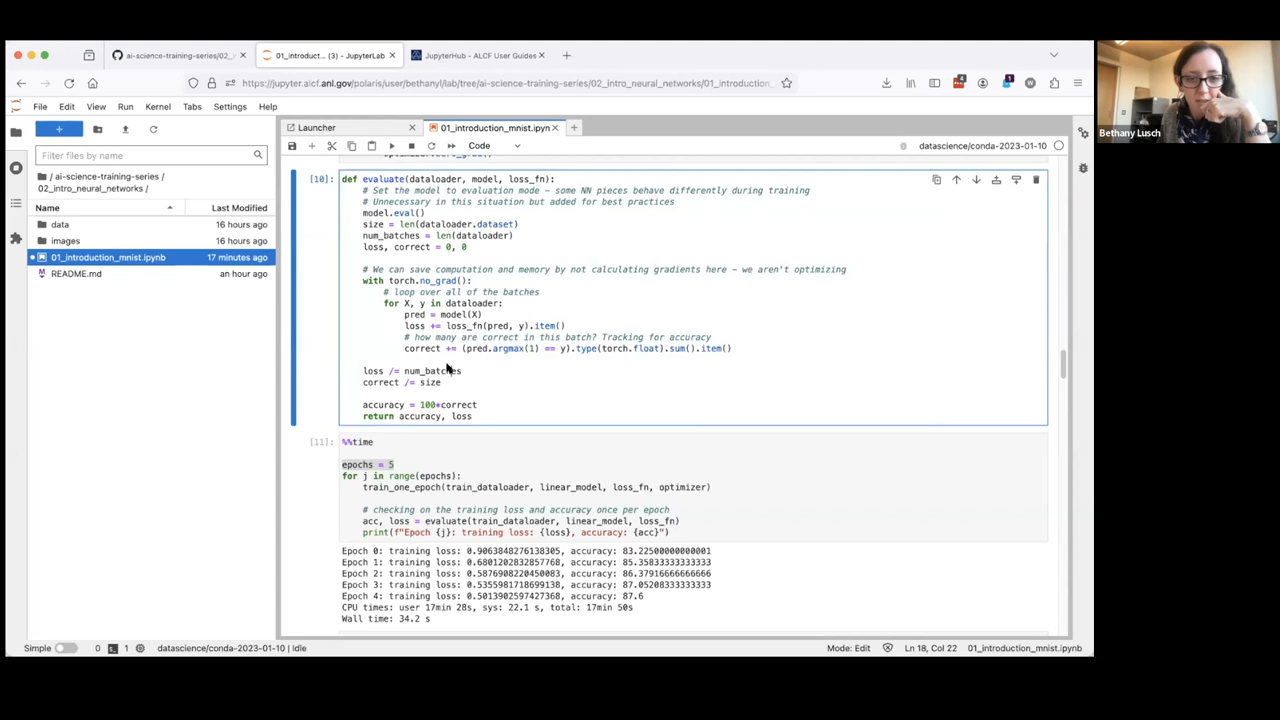 ai-science-training-series/02_
01_introduct… (3) - JupyterLab
JupyterHub - ALCF User Guides
https://jupyter.alcf.anl.gov/polaris/user/bethanyl/lab/tree/ai-science-training-series/02_intro_neural_networks/01_introduction_
4
1
Bethany Lusch
File Edit View Run Kernel Tabs Settings Help
Launcher
01_introduction_mnist.ipyn
Code
datascience/conda-2023-01-10
Filter files by name
/ ai-science-training-series /
02_intro_neural_networks /
Name Last Modified
data 16 hours ago
images 16 hours ago
01_introduction_mnist.ipynb 17 minutes ago
README.md an hour ago
[10]:
def evaluate(dataloader, model, loss_fn):
# Set the model to evaluation mode - some NN pieces behave differently during training
# Unnecessary in this situation but added for best practices
model.eval()
size = len(dataloader.dataset)
num_batches = len(dataloader)
loss, correct = 0, 0
# We can save computation and memory by not calculating gradients here - we aren't optimizing
with torch.no_grad():
# loop over all of the batches
for X, y in dataloader:
pred = model(X)
loss += loss_fn(pred, y).item()
# how many are correct in this batch? Tracking for accuracy
correct += (pred.argmax(1) == y).type(torch.float).sum().item()
loss /= num_batches
correct /= size
accuracy = 100*correct
return accuracy, loss
[11]:
%%time
epochs = 5
for j in range(epochs):
train_one_epoch(train_dataloader, linear_model, loss_fn, optimizer)
# checking on the training loss and accuracy once per epoch
acc, loss = evaluate(train_dataloader, linear_model, loss_fn)
print(f"Epoch {j}: training loss: {loss}, accuracy: {acc}")
Epoch 0: training loss: 0.9063848276138305, accuracy: 83.22500000000001
Epoch 1: training loss: 0.6801202832857768, accuracy: 85.35833333333333
Epoch 2: training loss: 0.5876908220450083, accuracy: 86.37916666666666
Epoch 3: training loss: 0.5355981718699138, accuracy: 87.05208333333333
Epoch 4: training loss: 0.5013902597427368, accuracy: 87.6
CPU times: user 17min 28s, sys: 22.1 s, total: 17min 50s
Wall time: 34.2 s
Simple 0 1 datascience/conda-2023-01-10 | Idle
Mode: Edit Ln 18, Col 22 01_introduction_mnist.ipynb